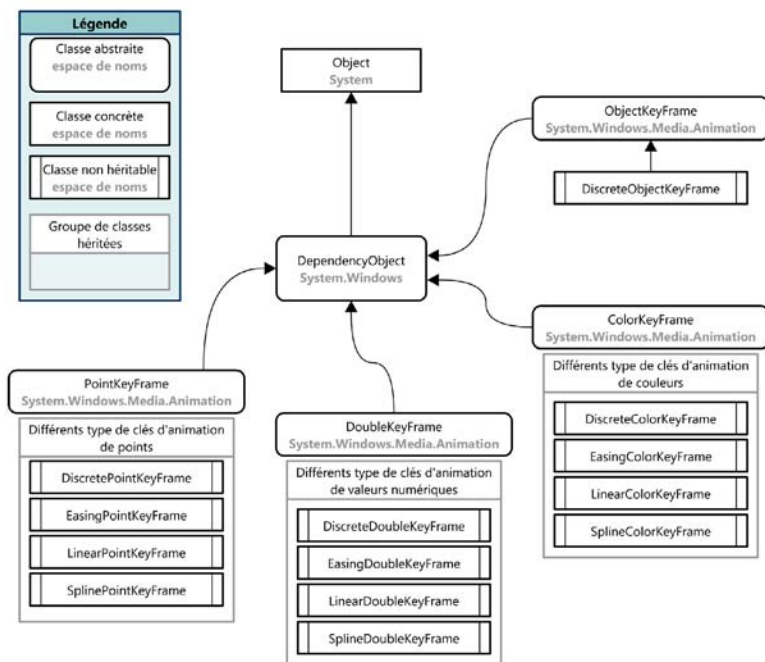 Légende
Classe abstraite
espace de noms
Classe concrète
espace de noms
Classe non héritable
espace de noms
Groupe de classes
héritées
Object
System
ObjectKeyFrame
System.Windows.Media.Animation
DiscreteObjectKeyFrame
DependencyObject
System.Windows
ColorKeyFrame
System.Windows.Media.Animation
Différents type de clés d'animation
de couleurs
DiscreteColorKeyFrame
EasingColorKeyFrame
LinearColorKeyFrame
SplineColorKeyFrame
PointKeyFrame
System.Windows.Media.Animation
Différents type de clés d'animation
de points
DiscretePointKeyFrame
EasingPointKeyFrame
LinearPointKeyFrame
SplinePointKeyFrame
DoubleKeyFrame
System.Windows.Media.Animation
Différents type de clés d'animation
de valeurs numériques
DiscreteDoubleKeyFrame
EasingDoubleKeyFrame
LinearDoubleKeyFrame
SplineDoubleKeyFrame